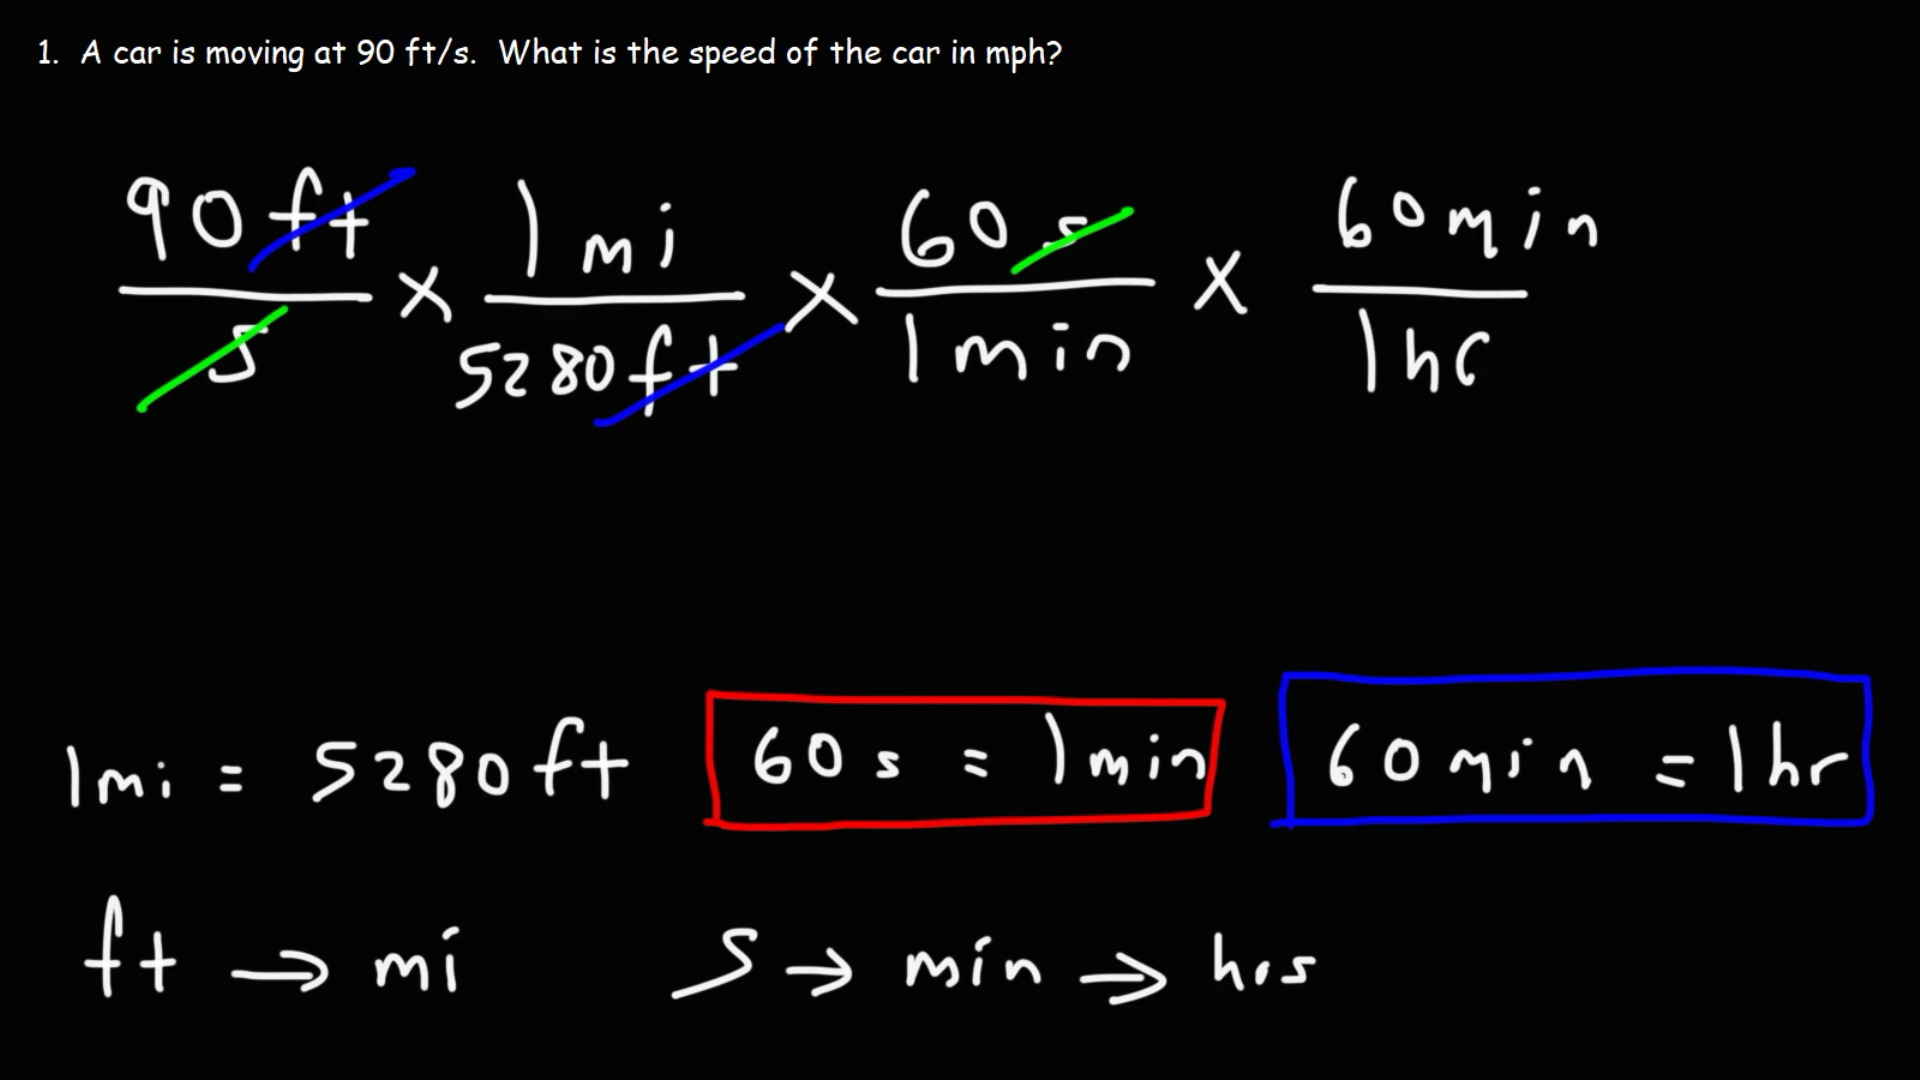 1. A car is moving at 90 ft/s. What is the speed of the car in mph?
90 ft / s × 1 mi / 5280 ft × 60 s / 1 min × 60 min / 1 hr
1 mi = 5280 ft 60 s = 1 min 60 min = 1 hr
ft → mi s → min → hrs